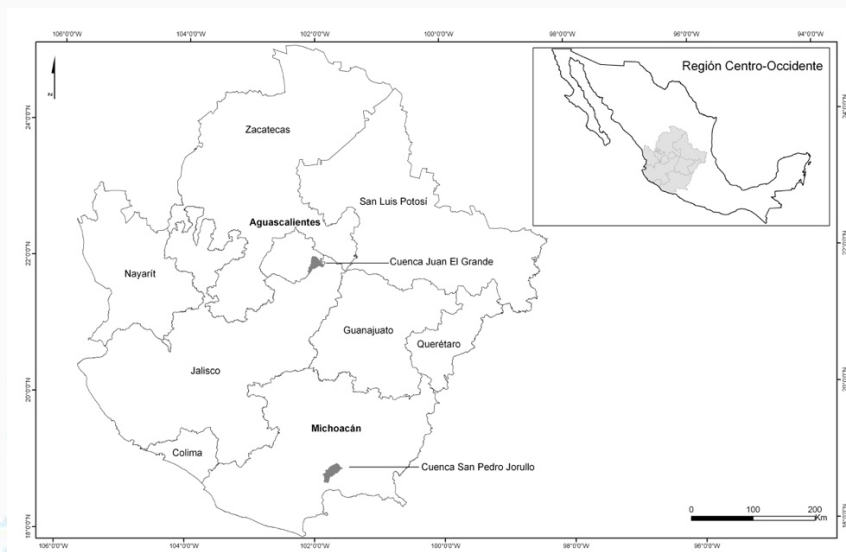 106°0'0"W 104°0'0"W 102°0'0"W 100°0'0"W 98°0'0"W 96°0'0"W 94°0'0"W
N
Región Centro-Occidente
24°0'0"N
Zacatecas
San Luis Potosí
Aguascalientes
22°0'0"N
Cuenca Juan El Grande
Nayarít
Guanajuato
Querétaro
Jalisco
20°0'0"N
Michoacán
Colima
Cuenca San Pedro Jorullo
0 100 200
Km
18°0'0"N
106°0'0"W 104°0'0"W 102°0'0"W 100°0'0"W 98°0'0"W 96°0'0"W